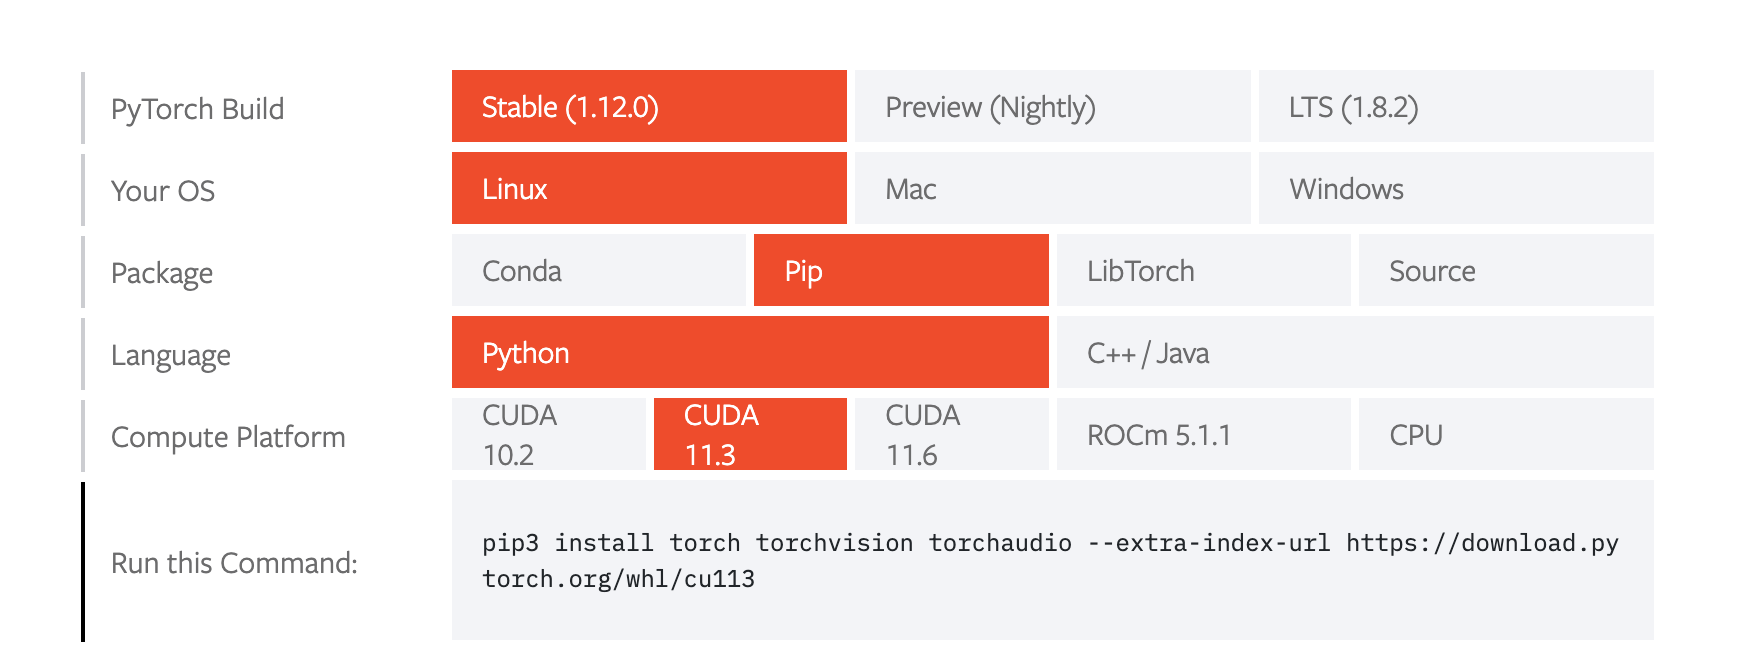 PyTorch Build
Stable (1.12.0)
Preview (Nightly)
LTS (1.8.2)
Your OS
Linux
Mac
Windows
Package
Conda
Pip
LibTorch
Source
Language
Python
C++ / Java
Compute Platform
CUDA
10.2
CUDA
11.3
CUDA
11.6
ROCm 5.1.1
CPU
Run this Command:
pip3 install torch torchvision torchaudio --extra-index-url https://download.py
torch.org/whl/cu113